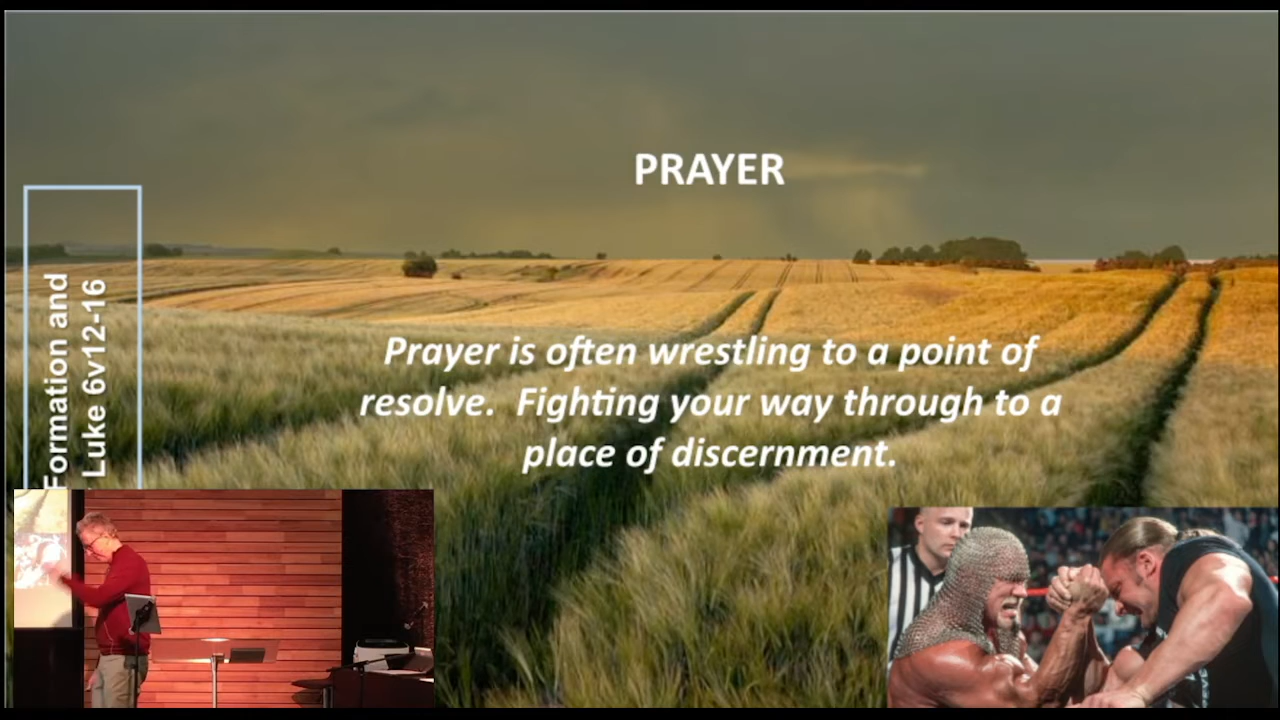 PRAYER
Formation and
Luke 6v12-16
Prayer is often wrestling to a point of
resolve.  Fighting your way through to a
place of discernment.